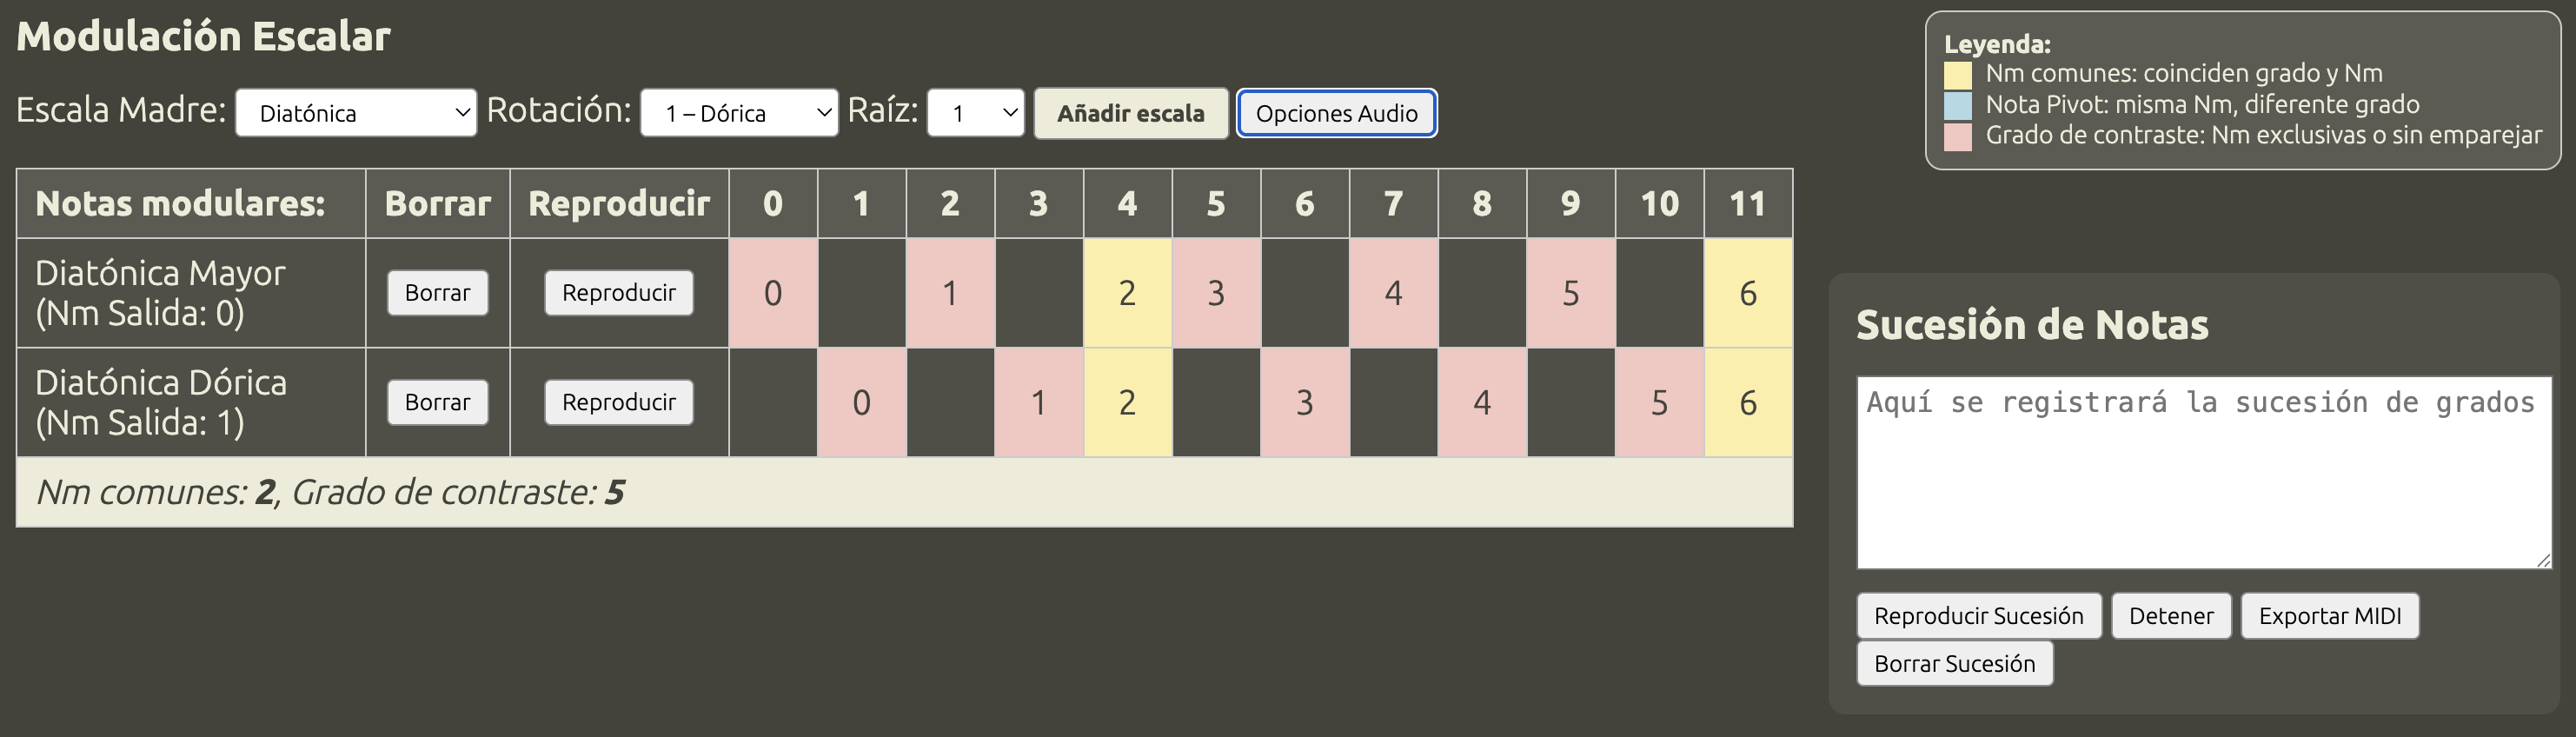 Modulación Escalar
Escala Madre: Diatónica Rotación: 1 – Dórica Raíz: 1 Añadir escala Opciones Audio
Leyenda:
Nm comunes: coinciden grado y Nm
Nota Pivot: misma Nm, diferente grado
Grado de contraste: Nm exclusivas o sin emparejar
Notas modulares: Borrar Reproducir 0 1 2 3 4 5 6 7 8 9 10 11
Diatónica Mayor
(Nm Salida: 0) Borrar Reproducir 0 1 2 3 4 5 6
Diatónica Dórica
(Nm Salida: 1) Borrar Reproducir 0 1 2 3 4 5 6
Nm comunes: 2, Grado de contraste: 5
Sucesión de Notas
Aquí se registrará la sucesión de grados
Reproducir Sucesión Detener Exportar MIDI
Borrar Sucesión